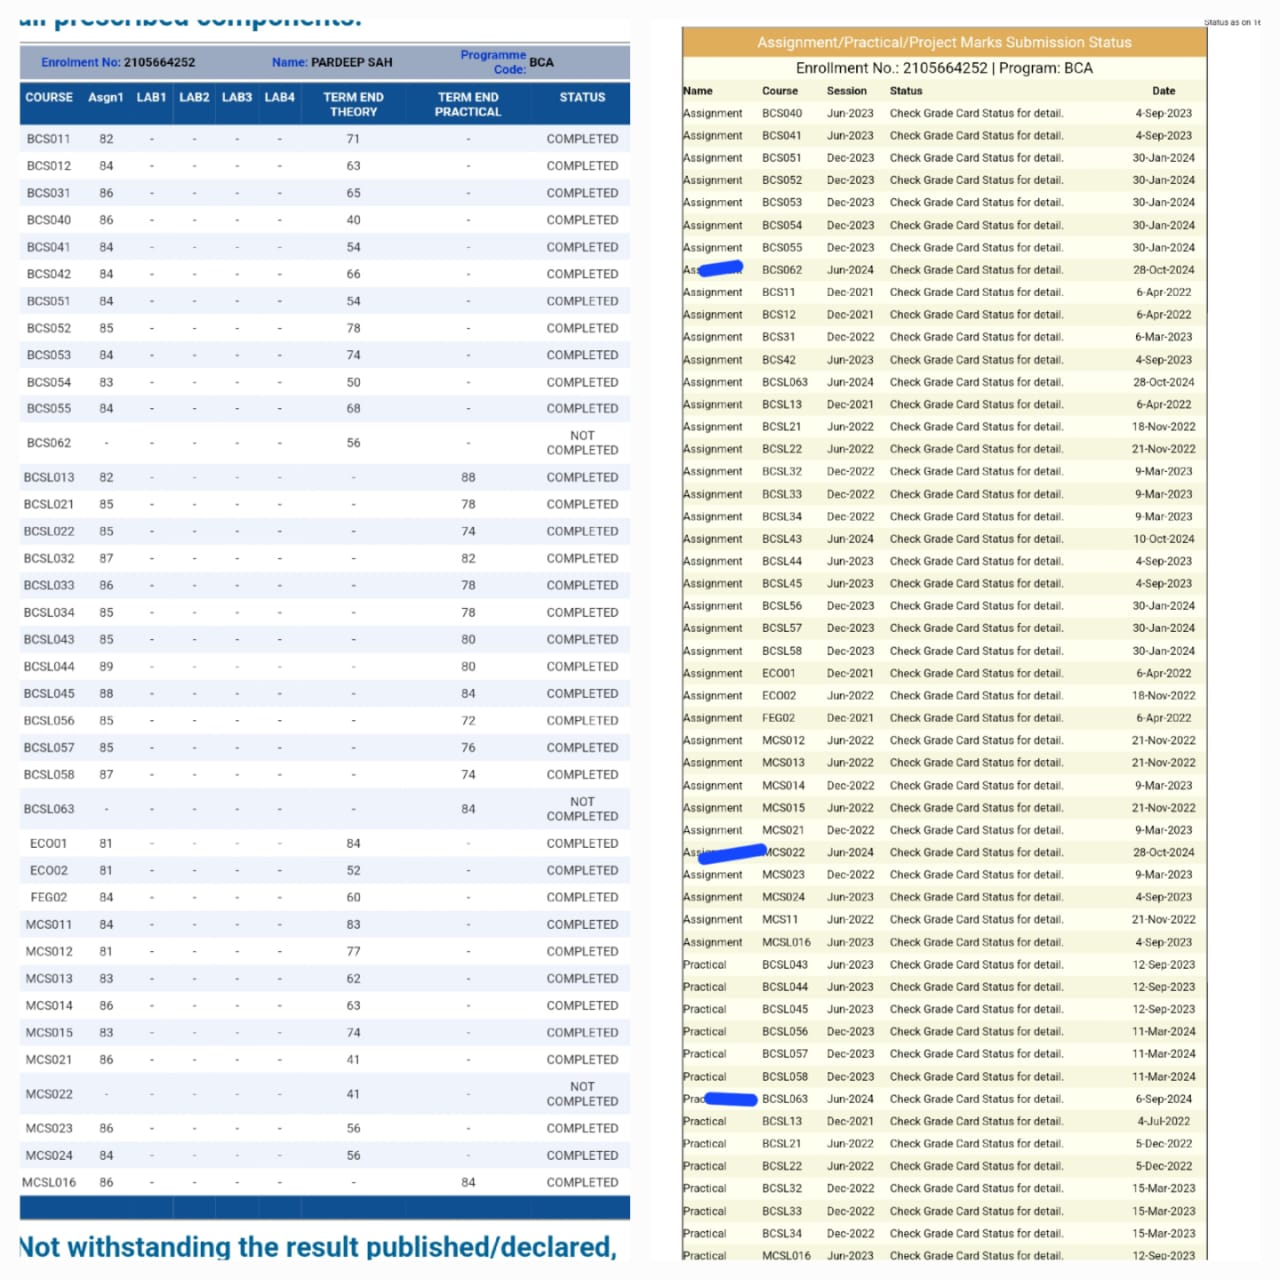 all prescribed components.
Enrolment No: 2105664252 Name: PARDEEP SAH Programme Code: BCA
COURSE Asgn1 LAB1 LAB2 LAB3 LAB4 TERM END THEORY TERM END PRACTICAL STATUS
BCS011 82 - - - - 71 - COMPLETED
BCS012 84 - - - - 63 - COMPLETED
BCS031 86 - - - - 65 - COMPLETED
BCS040 86 - - - - 40 - COMPLETED
BCS041 84 - - - - 54 - COMPLETED
BCS042 84 - - - - 66 - COMPLETED
BCS051 84 - - - - 54 - COMPLETED
BCS052 85 - - - - 78 - COMPLETED
BCS053 84 - - - - 74 - COMPLETED
BCS054 83 - - - - 50 - COMPLETED
BCS055 84 - - - - 68 - COMPLETED
BCS062 - - - - - 56 - NOT COMPLETED
BCSL013 82 - - - - - 88 COMPLETED
BCSL021 85 - - - - - 78 COMPLETED
BCSL022 85 - - - - - 74 COMPLETED
BCSL032 87 - - - - - 82 COMPLETED
BCSL033 86 - - - - - 78 COMPLETED
BCSL034 85 - - - - - 78 COMPLETED
BCSL043 85 - - - - - 80 COMPLETED
BCSL044 89 - - - - - 80 COMPLETED
BCSL045 88 - - - - - 84 COMPLETED
BCSL056 85 - - - - - 72 COMPLETED
BCSL057 85 - - - - - 76 COMPLETED
BCSL058 87 - - - - - 74 COMPLETED
BCSL063 - - - - - - 84 NOT COMPLETED
ECO01 81 - - - - 84 - COMPLETED
ECO02 81 - - - - 52 - COMPLETED
FEG02 84 - - - - 60 - COMPLETED
MCS011 84 - - - - 83 - COMPLETED
MCS012 81 - - - - 77 - COMPLETED
MCS013 83 - - - - 62 - COMPLETED
MCS014 86 - - - - 63 - COMPLETED
MCS015 83 - - - - 74 - COMPLETED
MCS021 86 - - - - 41 - COMPLETED
MCS022 - - - - - 41 - NOT COMPLETED
MCS023 86 - - - - 56 - COMPLETED
MCS024 84 - - - - 56 - COMPLETED
MCSL016 86 - - - - - 84 COMPLETED
Not withstanding the result published/declared,
Status as on 16
Assignment/Practical/Project Marks Submission Status
Enrollment No.: 2105664252 | Program: BCA
Name Course Session Status Date
Assignment BCS040 Jun-2023 Check Grade Card Status for detail. 4-Sep-2023
Assignment BCS041 Jun-2023 Check Grade Card Status for detail. 4-Sep-2023
Assignment BCS051 Dec-2023 Check Grade Card Status for detail. 30-Jan-2024
Assignment BCS052 Dec-2023 Check Grade Card Status for detail. 30-Jan-2024
Assignment BCS053 Dec-2023 Check Grade Card Status for detail. 30-Jan-2024
Assignment BCS054 Dec-2023 Check Grade Card Status for detail. 30-Jan-2024
Assignment BCS055 Dec-2023 Check Grade Card Status for detail. 30-Jan-2024
BCS062 Jun-2024 Check Grade Card Status for detail. 28-Oct-2024
Assignment BCS11 Dec-2021 Check Grade Card Status for detail. 6-Apr-2022
Assignment BCS12 Dec-2021 Check Grade Card Status for detail. 6-Apr-2022
Assignment BCS31 Dec-2022 Check Grade Card Status for detail. 6-Mar-2023
Assignment BCS42 Jun-2023 Check Grade Card Status for detail. 4-Sep-2023
Assignment BCSL063 Jun-2024 Check Grade Card Status for detail. 28-Oct-2024
Assignment BCSL13 Dec-2021 Check Grade Card Status for detail. 6-Apr-2022
Assignment BCSL21 Jun-2022 Check Grade Card Status for detail. 18-Nov-2022
Assignment BCSL22 Jun-2022 Check Grade Card Status for detail. 21-Nov-2022
Assignment BCSL32 Dec-2022 Check Grade Card Status for detail. 9-Mar-2023
Assignment BCSL33 Dec-2022 Check Grade Card Status for detail. 9-Mar-2023
Assignment BCSL34 Dec-2022 Check Grade Card Status for detail. 9-Mar-2023
Assignment BCSL43 Jun-2024 Check Grade Card Status for detail. 10-Oct-2024
Assignment BCSL44 Jun-2023 Check Grade Card Status for detail. 4-Sep-2023
Assignment BCSL45 Jun-2023 Check Grade Card Status for detail. 4-Sep-2023
Assignment BCSL56 Dec-2023 Check Grade Card Status for detail. 30-Jan-2024
Assignment BCSL57 Dec-2023 Check Grade Card Status for detail. 30-Jan-2024
Assignment BCSL58 Dec-2023 Check Grade Card Status for detail. 30-Jan-2024
Assignment ECO01 Dec-2021 Check Grade Card Status for detail. 6-Apr-2022
Assignment ECO02 Jun-2022 Check Grade Card Status for detail. 18-Nov-2022
Assignment FEG02 Dec-2021 Check Grade Card Status for detail. 6-Apr-2022
Assignment MCS012 Jun-2022 Check Grade Card Status for detail. 21-Nov-2022
Assignment MCS013 Jun-2022 Check Grade Card Status for detail. 21-Nov-2022
Assignment MCS014 Dec-2022 Check Grade Card Status for detail. 9-Mar-2023
Assignment MCS015 Jun-2022 Check Grade Card Status for detail. 21-Nov-2022
Assignment MCS021 Dec-2022 Check Grade Card Status for detail. 9-Mar-2023
MCS022 Jun-2024 Check Grade Card Status for detail. 28-Oct-2024
Assignment MCS023 Dec-2022 Check Grade Card Status for detail. 9-Mar-2023
Assignment MCS024 Jun-2023 Check Grade Card Status for detail. 4-Sep-2023
Assignment MCS11 Jun-2022 Check Grade Card Status for detail. 21-Nov-2022
Assignment MCSL016 Jun-2023 Check Grade Card Status for detail. 4-Sep-2023
Practical BCSL043 Jun-2023 Check Grade Card Status for detail. 12-Sep-2023
Practical BCSL044 Jun-2023 Check Grade Card Status for detail. 12-Sep-2023
Practical BCSL045 Jun-2023 Check Grade Card Status for detail. 12-Sep-2023
Practical BCSL056 Dec-2023 Check Grade Card Status for detail. 11-Mar-2024
Practical BCSL057 Dec-2023 Check Grade Card Status for detail. 11-Mar-2024
Practical BCSL058 Dec-2023 Check Grade Card Status for detail. 11-Mar-2024
BCSL063 Jun-2024 Check Grade Card Status for detail. 6-Sep-2024
Practical BCSL13 Dec-2021 Check Grade Card Status for detail. 4-Jul-2022
Practical BCSL21 Jun-2022 Check Grade Card Status for detail. 5-Dec-2022
Practical BCSL22 Jun-2022 Check Grade Card Status for detail. 5-Dec-2022
Practical BCSL32 Dec-2022 Check Grade Card Status for detail. 15-Mar-2023
Practical BCSL33 Dec-2022 Check Grade Card Status for detail. 15-Mar-2023
Practical BCSL34 Dec-2022 Check Grade Card Status for detail. 15-Mar-2023
Practical MCSL016 Jun-2023 Check Grade Card Status for detail. 12-Sep-2023